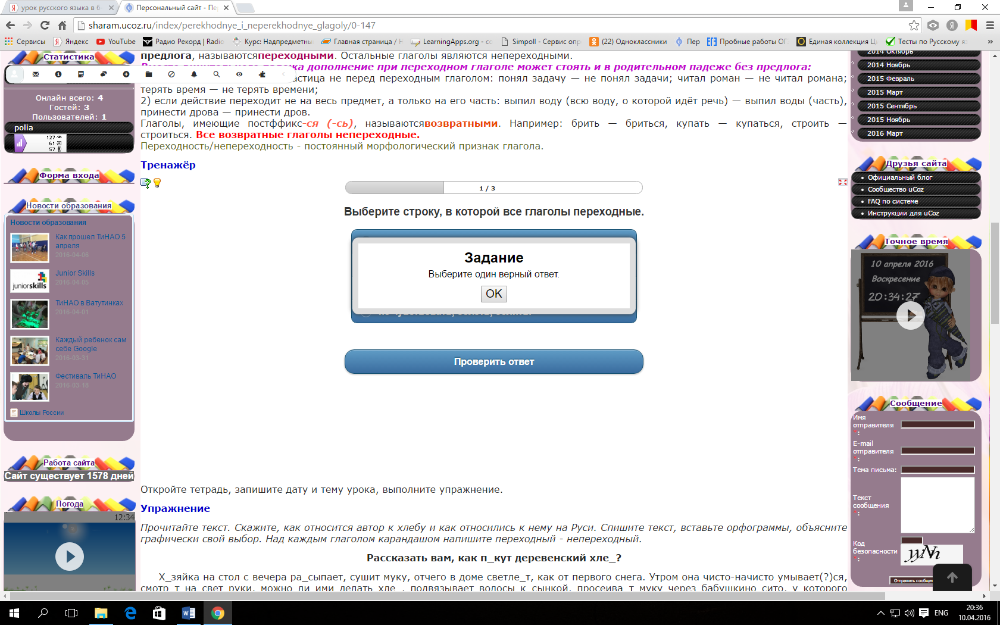 урок русского языка в 6-
Персональный сайт - Пе
sharam.ucoz.ru/index/perekhodnye_i_neperekhodnye_glagoly/0-147
Сервисы
Яндекс
YouTube
Радио Рекорд | Radio
Курс: Надпредметны
Главная страница / Н
LearningApps.org - со
Simpoll - Сервис опр
(22) Одноклассники
Пер
Пробные работы ОГ
Единая коллекция Ц
Тесты по Русскому яз
»
Статистика
Онлайн всего: 4
Гостей: 3
Пользователей: 1
polia
127
61
57
Форма входа
Новости образования
Новости образования
Как прошел ТиНАО 5
апреля
2016-04-06
juniorskills
Junior Skills
2016-04-05
ТиНАО в Ватутинках
2016-04-01
Каждый ребенок сам
себе Google
2016-03-31
Фестиваль ТиНАО
2016-03-18
Школы России
Работа сайта
Сайт существует 1578 дней
Погода
12:34
предлога, называютсяпереходными. Остальные глаголы являются непереходными.
дополнение при переходном глаголе может стоять и в родительном падеже без предлога:
не перед переходным глаголом: понял задачу — не понял задачи; читал роман — не читал романа;
терять время — не терять времени;
2) если действие переходит не на весь предмет, а только на его часть: выпил воду (всю воду, о которой идёт речь) — выпил воды (часть),
принести дрова — принести дров.
Глаголы, имеющие постффикс-ся (-сь), называютсявозвратными. Например: брить — бриться, купать — купаться, строить —
строиться. Все возвратные глаголы непереходные.
Переходность/непереходность - постоянный морфологический признак глагола.
Тренажёр
1 / 3
Выберите строку, в которой все глаголы переходные.
Задание
Выберите один верный ответ.
OK
Проверить ответ
Откройте тетрадь, запишите дату и тему урока, выполните упражнение.
Упражнение
Прочитайте текст. Скажите, как относится автор к хлебу и как относились к нему на Руси. Спишите текст, вставьте орфограммы, объясните
графически свой выбор. Над каждым глаголом карандашом напишите переходный - непереходный.
Рассказать вам, как п_кут деревенский хле_?
Х_зяйка на стол с вечера ра_сыпает, сушит муку, отчего в доме светле_т, как от первого снега. Утром она чисто-начисто умывает(?)ся,
смотр_т на свет руки, можно ли ими делать хле_, подвязывает волосы к_сынкой, просеива_т муку через бабушкино сито, у которого
2014 Октябрь
2014 Ноябрь
2015 Февраль
2015 Март
2015 Сентябрь
2015 Ноябрь
2016 Март
Друзья сайта
Официальный блог
Сообщество uCoz
FAQ по системе
Инструкции для uCoz
Точное время
10 апреля 2016
Воскресение
20:34:27
Сообщение
Имя
отправителя
*:
E-mail
отправителя
*:
Тема письма:
Текст
сообщения
*:
Код
безопасности
*:
Отправить сообщен
ENG
20:36
10.04.2016